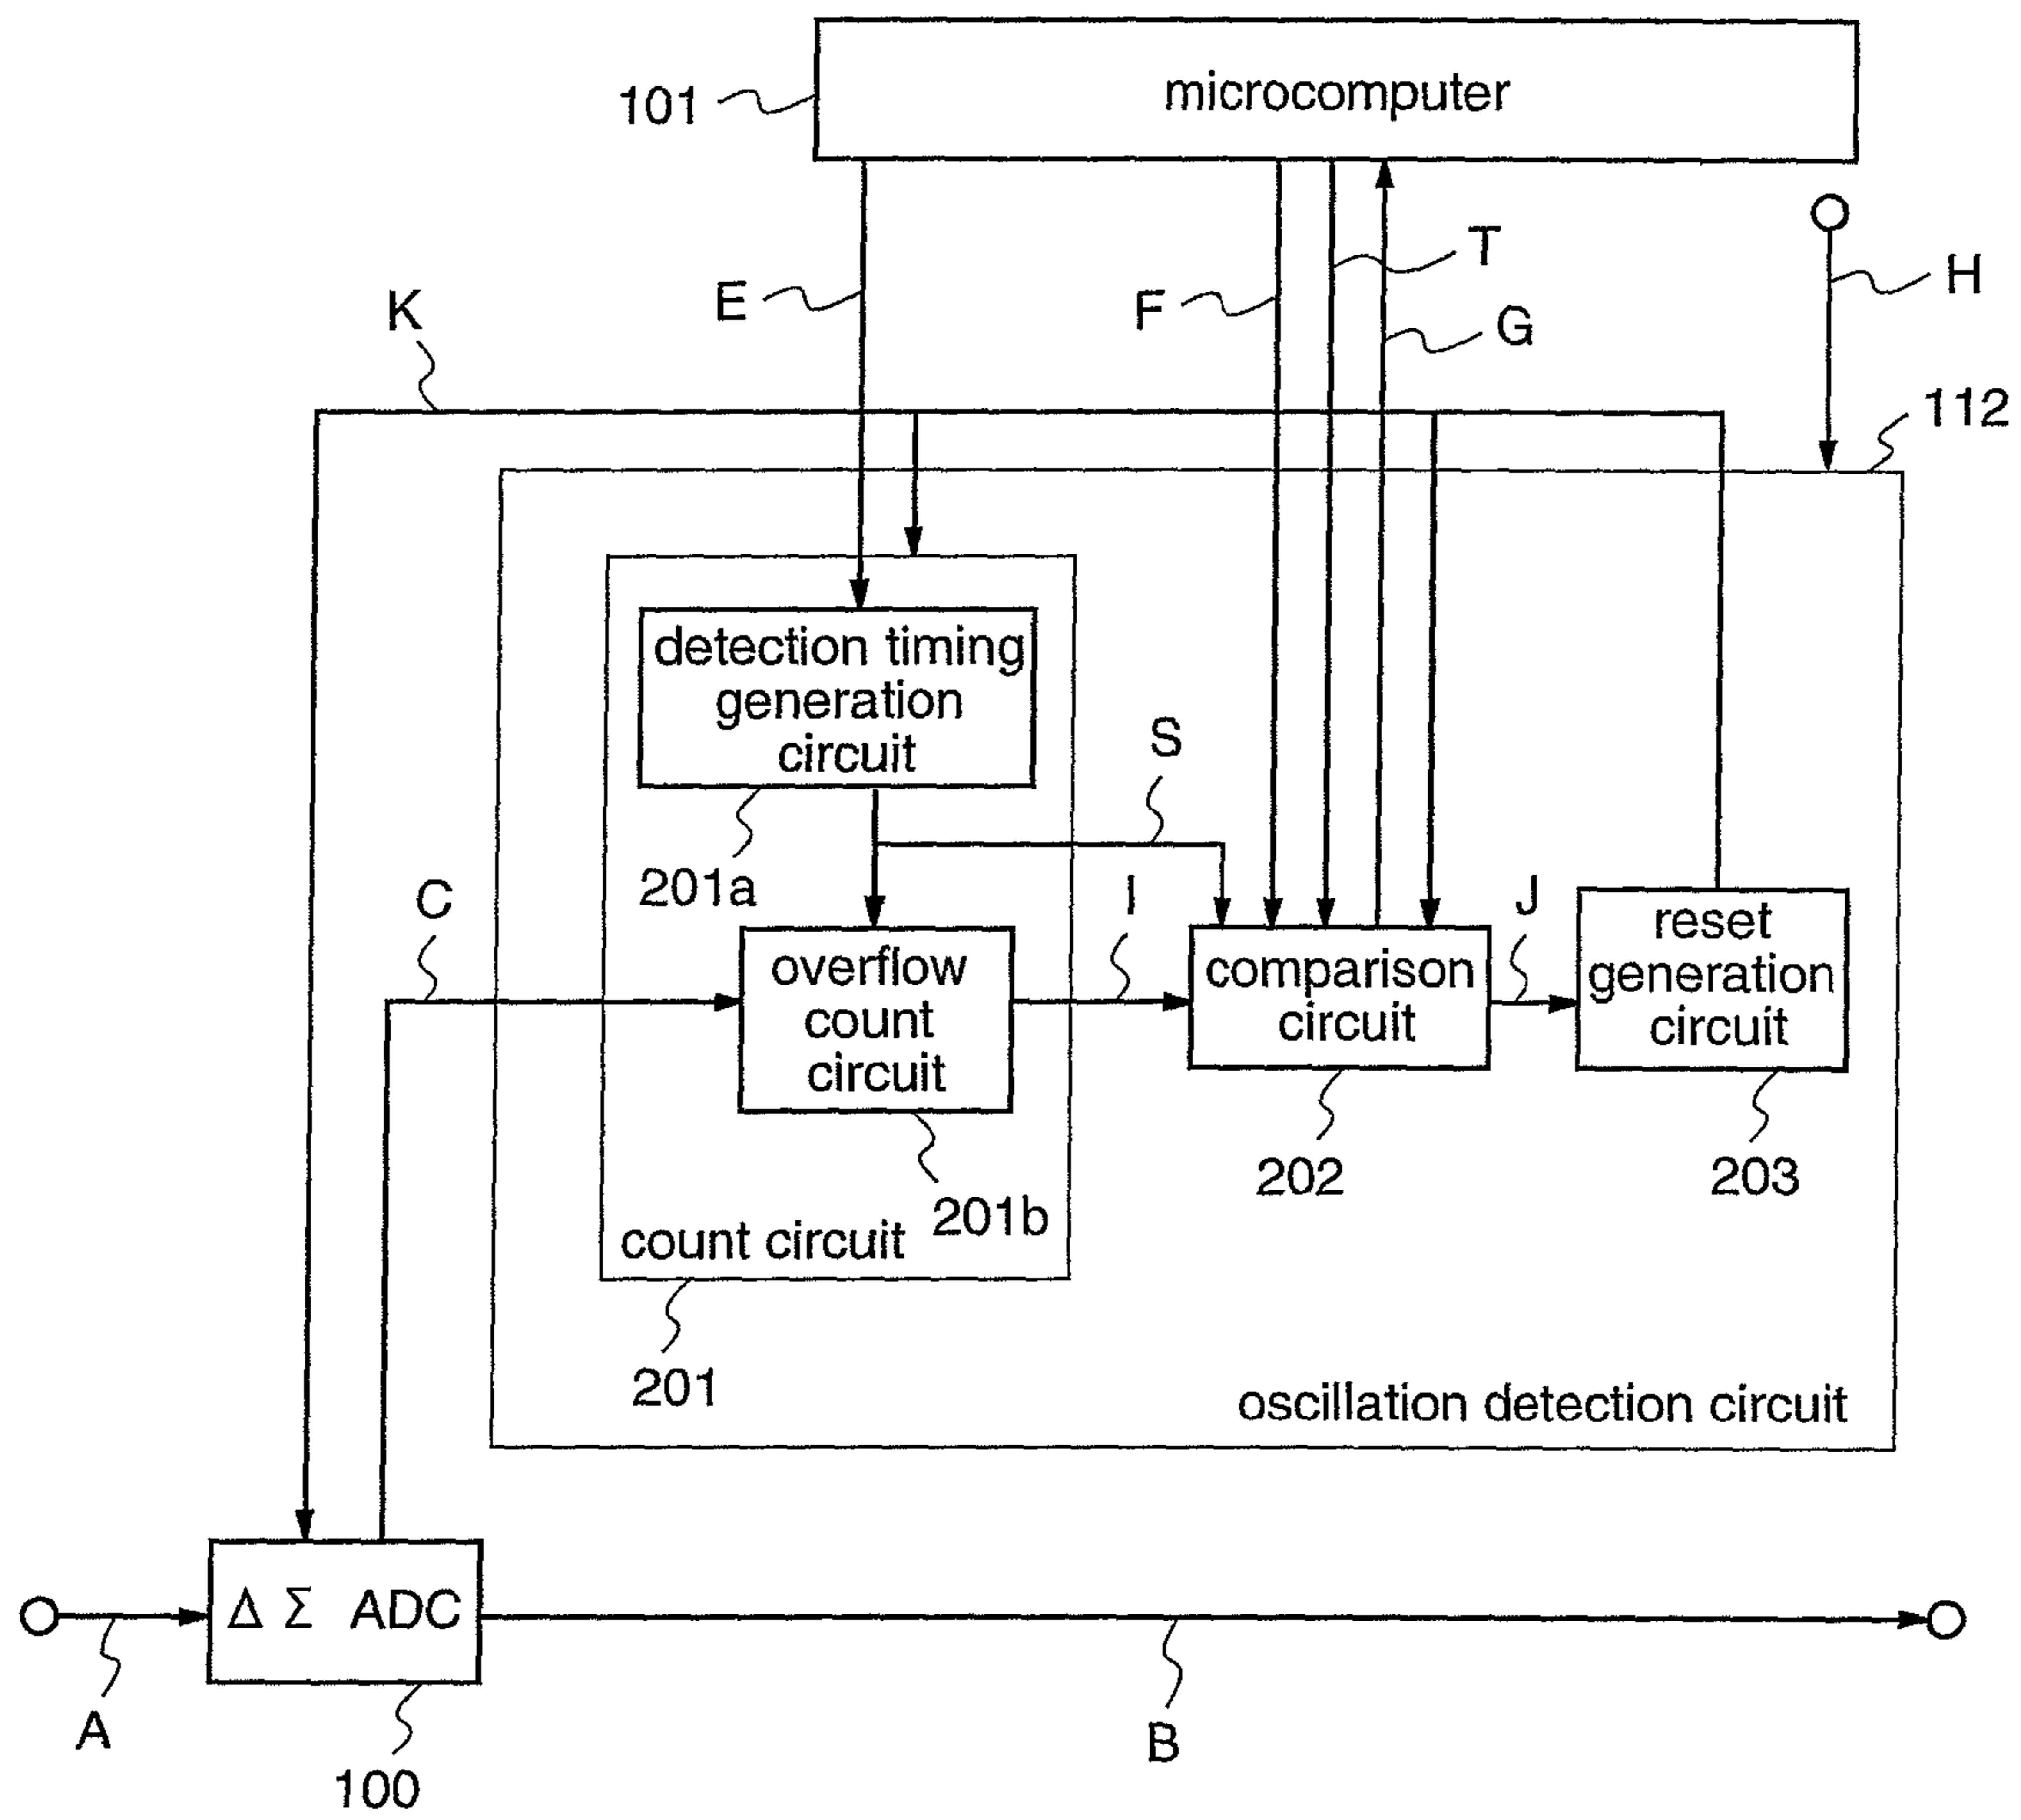 microcomputer
101
T
H
E
F
K
G
112
detection timing
generation
circuit
S
201a
C
I
J
overflow
count
circuit
comparison
circuit
reset
generation
circuit
202
203
201b
count circuit
201
oscillation detection circuit
Δ Σ ADC
A
B
100